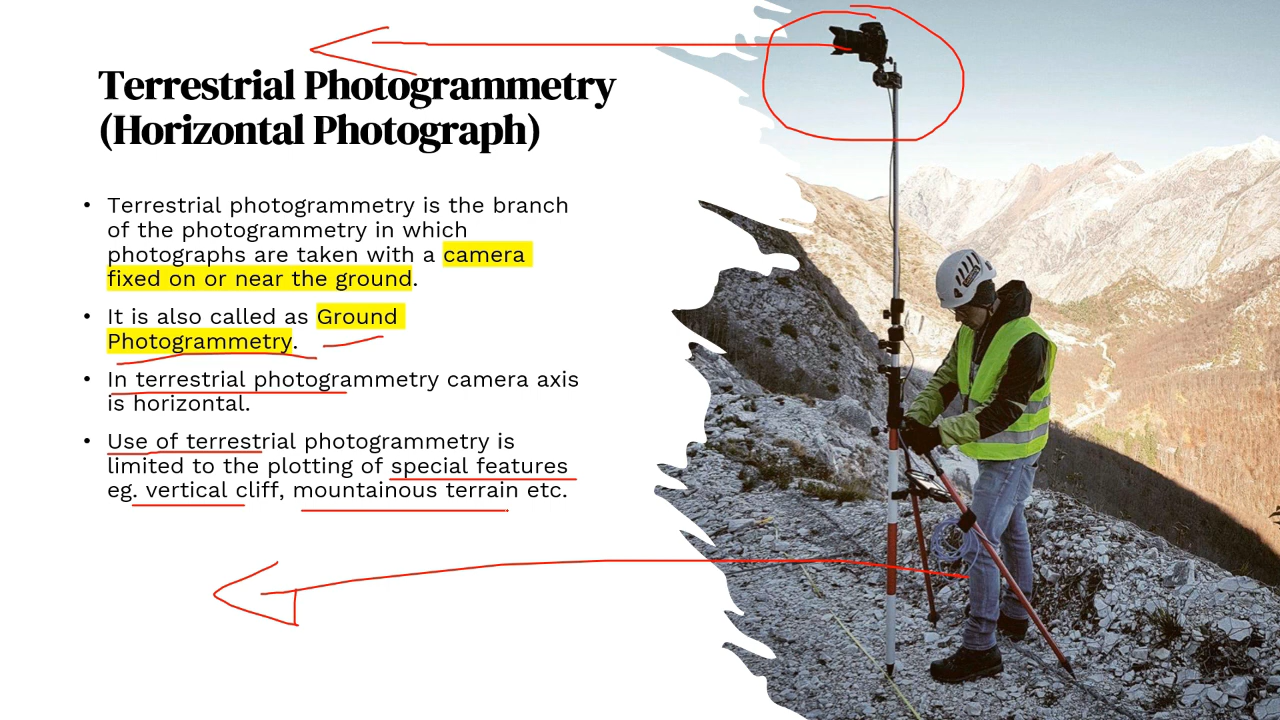 Terrestrial Photogrammetry
(Horizontal Photograph)
• Terrestrial photogrammetry is the branch
of the photogrammetry in which
photographs are taken with a camera
fixed on or near the ground.
• It is also called as Ground
Photogrammetry.
• In terrestrial photogrammetry camera axis
is horizontal.
• Use of terrestrial photogrammetry is
limited to the plotting of special features
eg. vertical cliff, mountainous terrain etc.